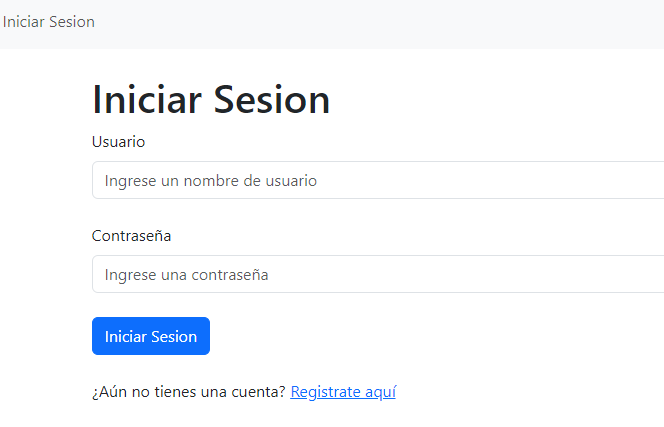 Iniciar Sesion
Iniciar Sesion
Usuario
Ingrese un nombre de usuario
Contraseña
Ingrese una contraseña
Iniciar Sesion
¿Aún no tienes una cuenta? Registrate aquí